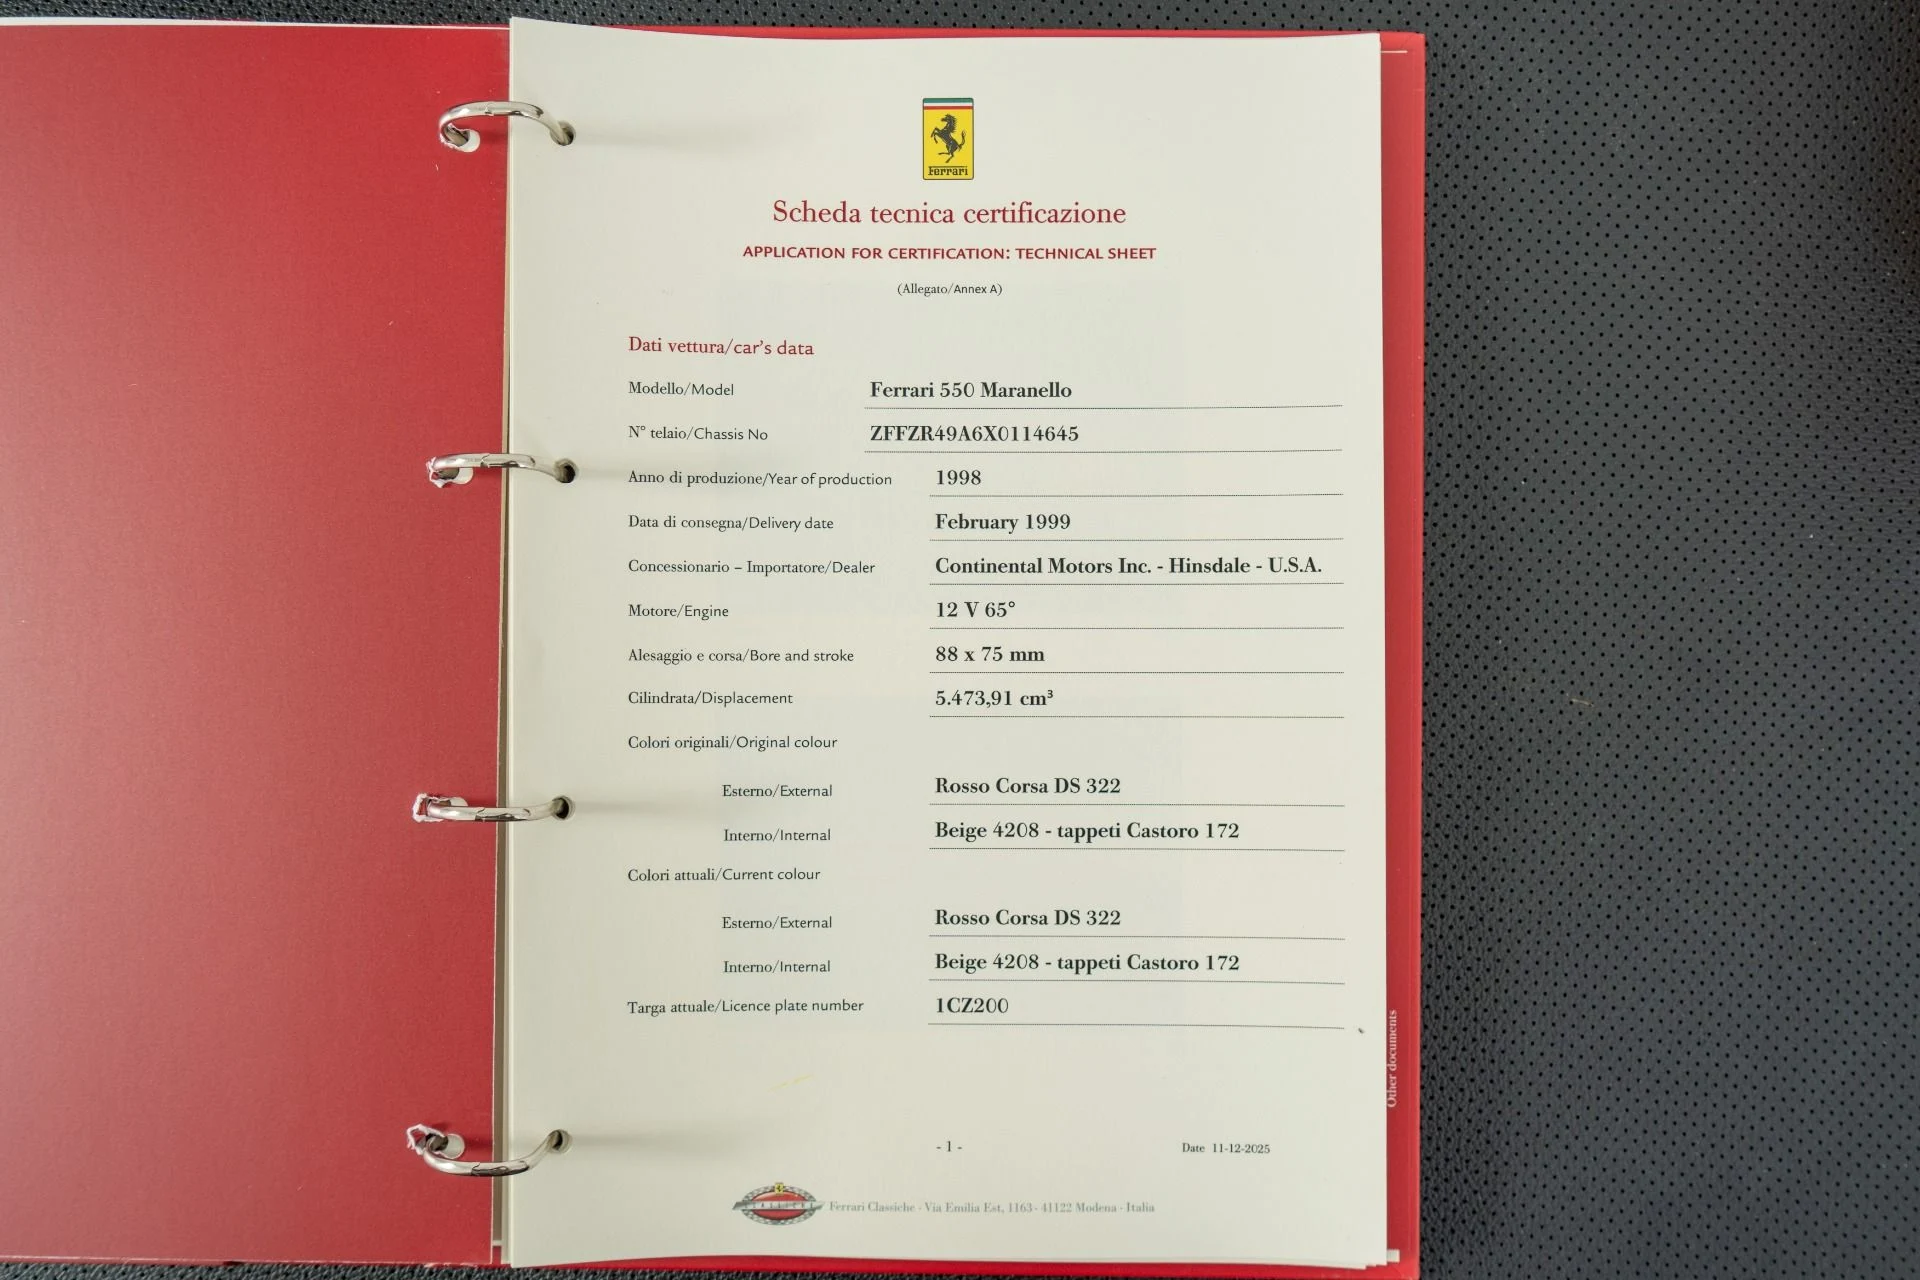 Ferrari
Scheda tecnica certificazione
APPLICATION FOR CERTIFICATION: TECHNICAL SHEET
(Allegato/Annex A)
Dati vettura/car's data
Modello/Model Ferrari 550 Maranello
N° telaio/Chassis No ZFFZR49A6X0114645
Anno di produzione/Year of production 1998
Data di consegna/Delivery date February 1999
Concessionario – Importatore/Dealer Continental Motors Inc. - Hinsdale - U.S.A.
Motore/Engine 12 V 65°
Alesaggio e corsa/Bore and stroke 88 x 75 mm
Cilindrata/Displacement 5.473,91 cm³
Colori originali/Original colour
Esterno/External Rosso Corsa DS 322
Interno/Internal Beige 4208 - tappeti Castoro 172
Colori attuali/Current colour
Esterno/External Rosso Corsa DS 322
Interno/Internal Beige 4208 - tappeti Castoro 172
Targa attuale/Licence plate number 1CZ200
Other documents
- 1 - Date 11-12-2025
CLASSICHE Ferrari Classiche · Via Emilia Est, 1163 - 41122 Modena · Italia